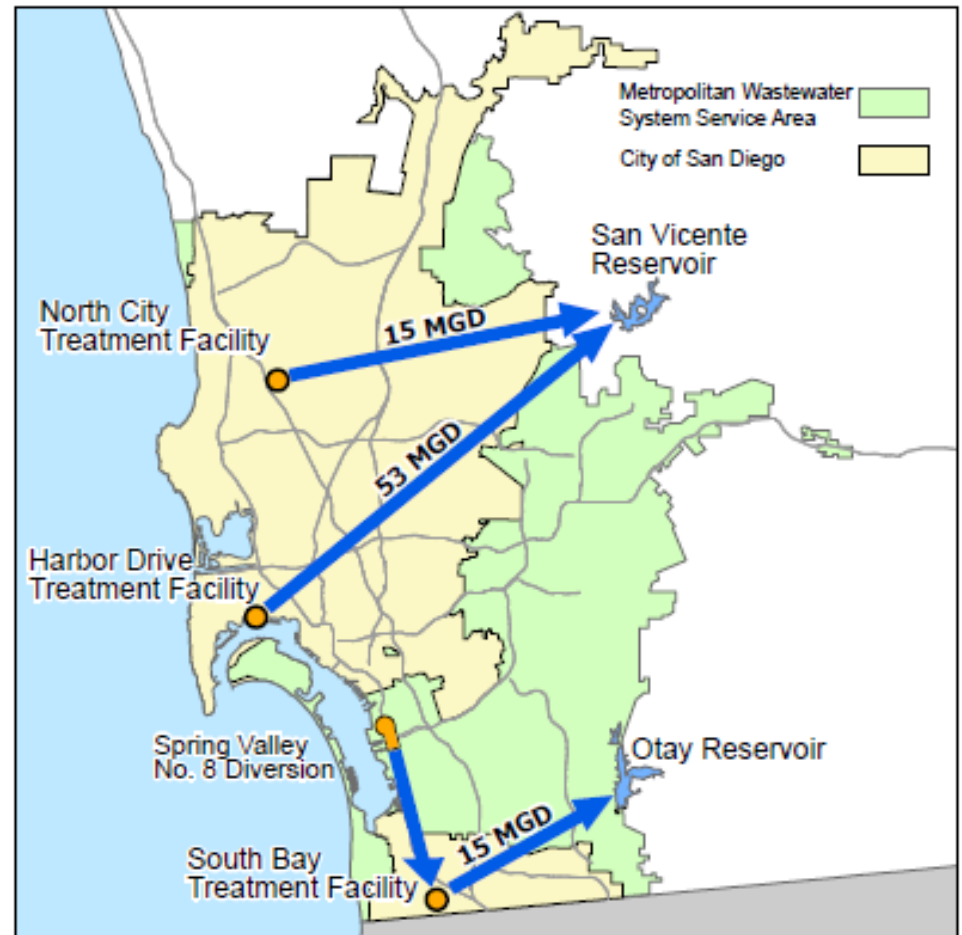 Metropolitan Wastewater
System Service Area
City of San Diego
San Vicente
Reservoir
North City
Treatment Facility
15 MGD
53 MGD
Harbor Drive
Treatment Facility
Spring Valley
No. 8 Diversion
Otay Reservoir
15 MGD
South Bay
Treatment Facility